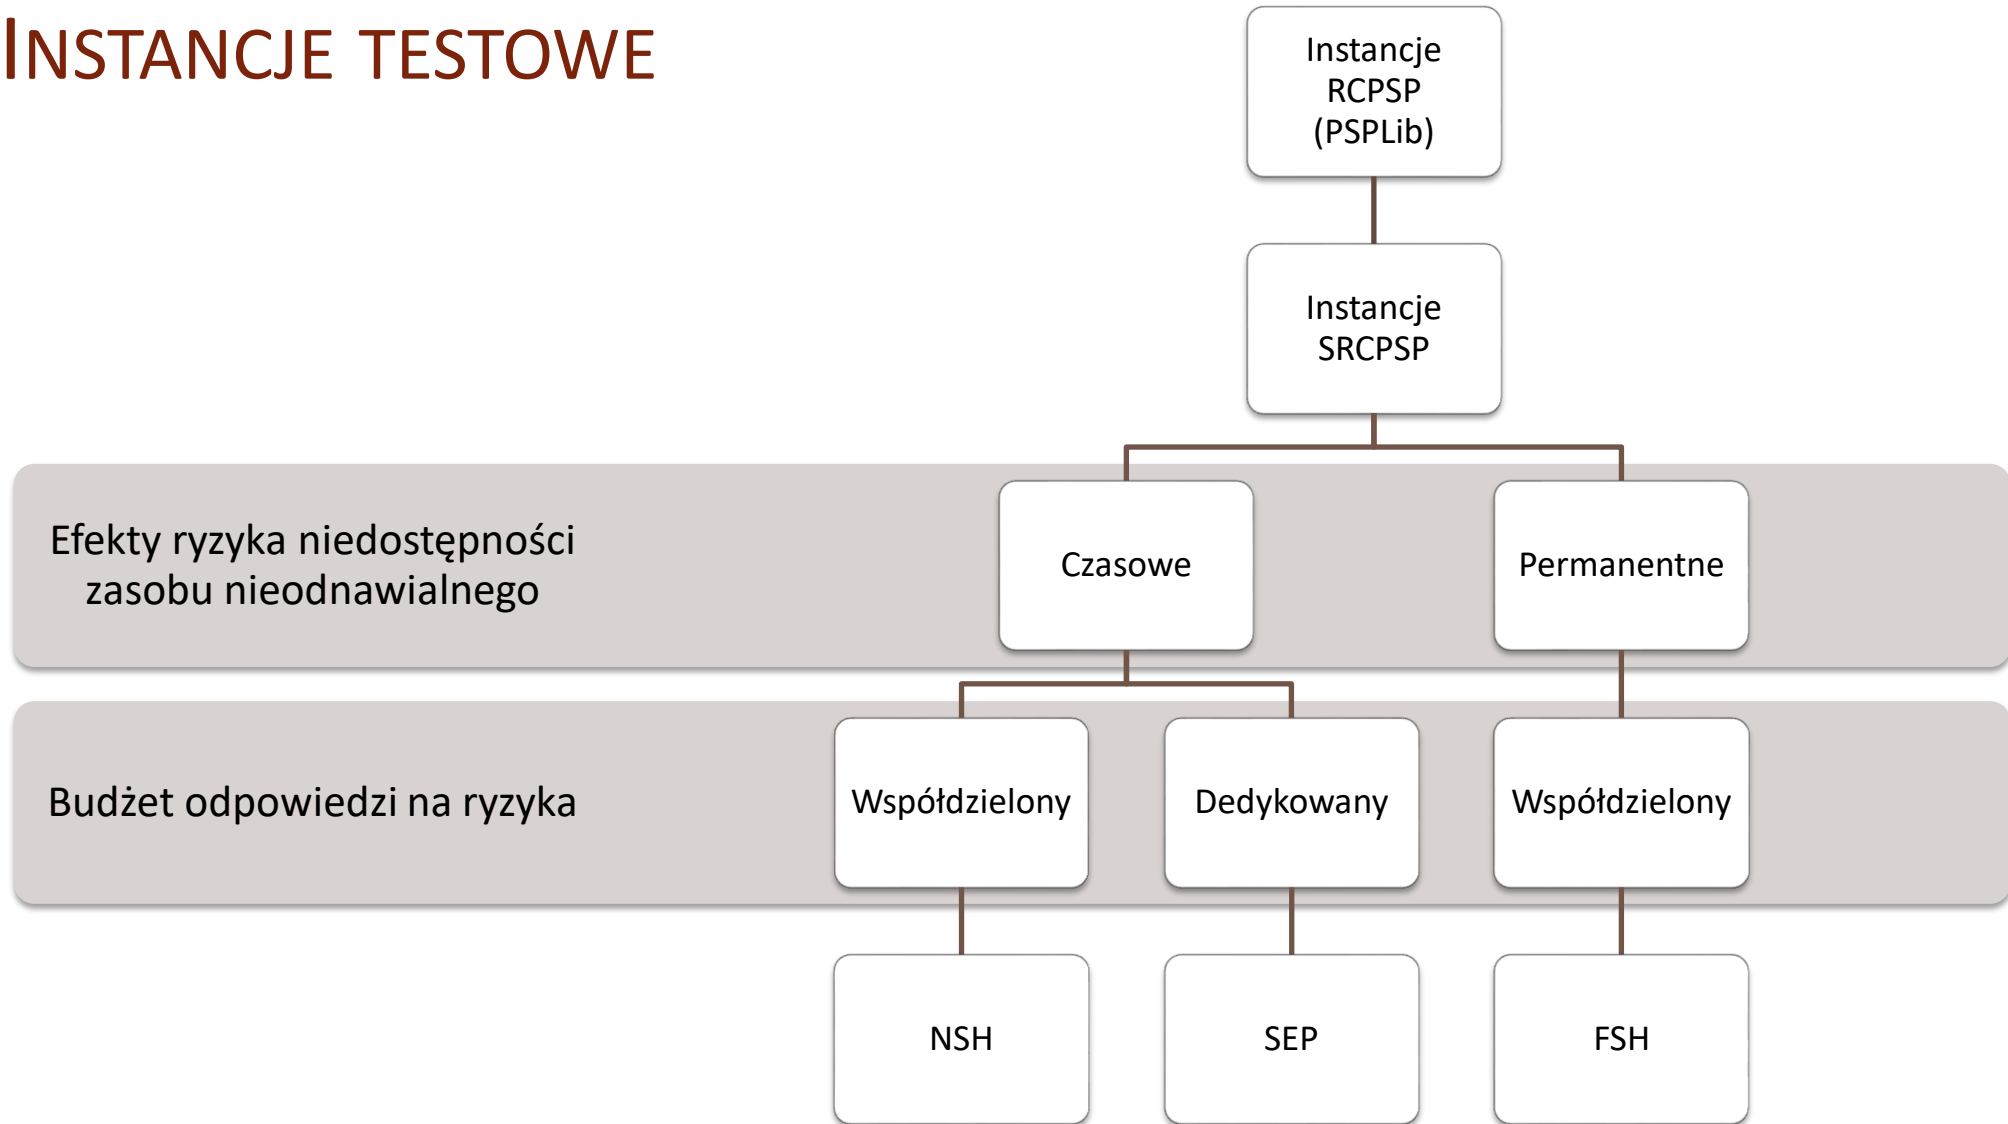 INSTANCJE TESTOWE
Instancje
RCPSP
(PSPLib)
Instancje
SRCPSP
Efekty ryzyka niedostępności
zasobu nieodnawialnego
Czasowe
Permanentne
Budżet odpowiedzi na ryzyka
Współdzielony
Dedykowany
Współdzielony
NSH
SEP
FSH